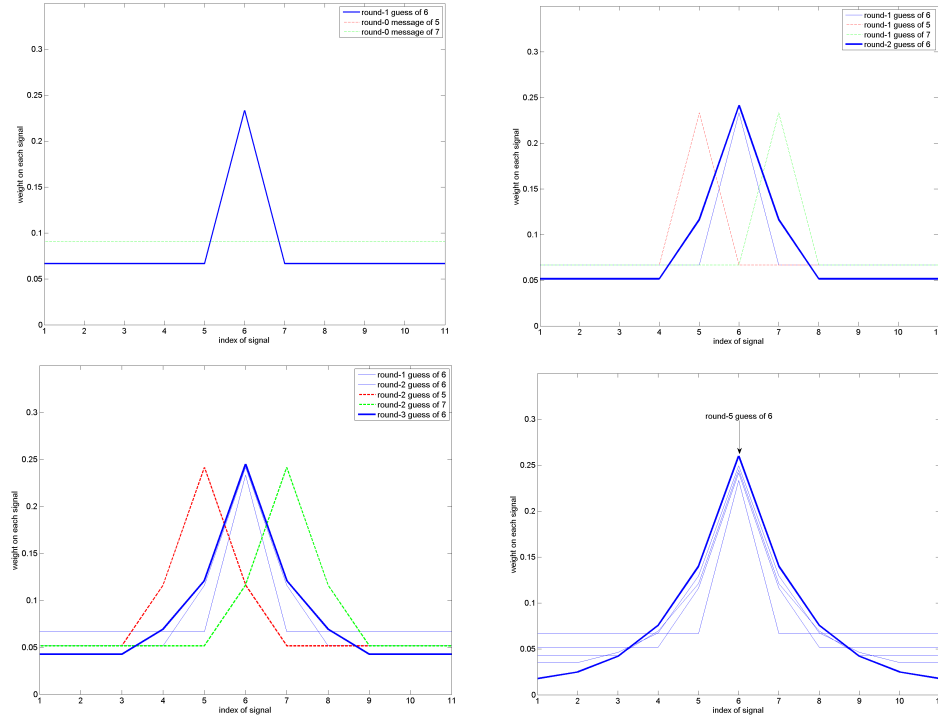 round-1 guess of 6
round-0 message of 5
round-0 message of 7
0.3
0.25
0.2
0.15
0.1
0.05
0
weight on each signal
1 2 3 4 5 6 7 8 9 10 11
index of signal
round-1 guess of 6
round-1 guess of 5
round-1 guess of 7
round-2 guess of 6
0.3
0.25
0.2
0.15
0.1
0.05
0
weight on each signal
1 2 3 4 5 6 7 8 9 10 11
index of signal
round-1 guess of 6
round-2 guess of 6
round-2 guess of 5
round-2 guess of 7
round-3 guess of 6
0.3
0.25
0.2
0.15
0.1
0.05
0
weight on each signal
1 2 3 4 5 6 7 8 9 10 11
index of signal
round-5 guess of 6
0.3
0.25
0.2
0.15
0.1
0.05
0
weight on each signal
1 2 3 4 5 6 7 8 9 10 11
index of signal